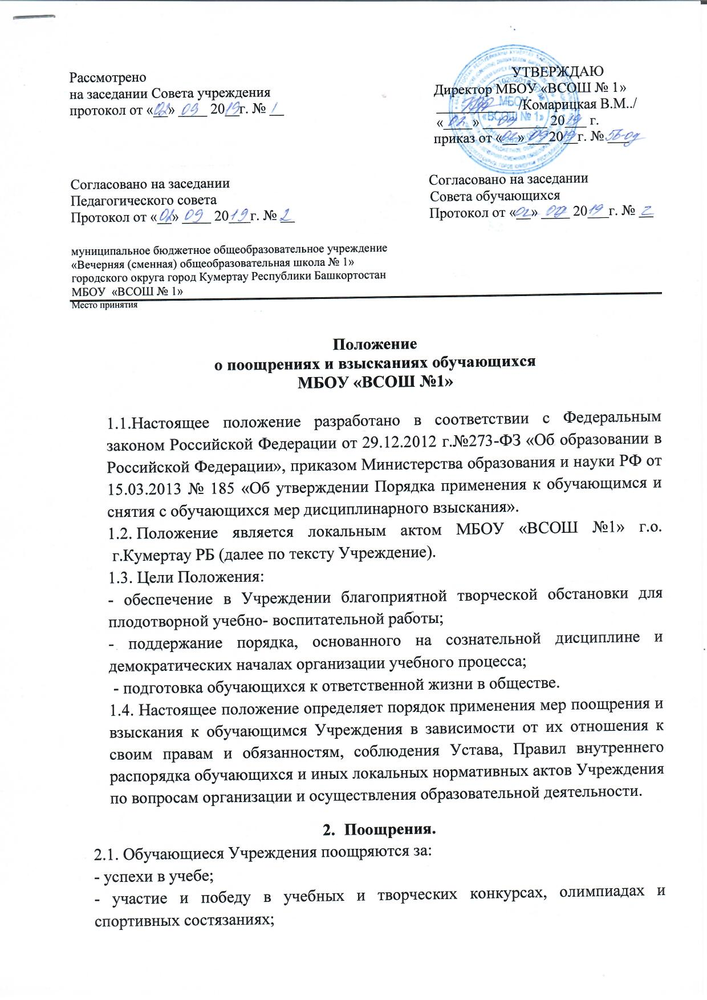 Рассмотрено
на заседании Совета учреждения
протокол от «02» 09 2019г. № 1
УТВЕРЖДАЮ
Директор МБОУ «ВСОШ № 1»
/Комарицкая В.М../
«02» 09 2019 г.
приказ от «02» 09 2019г. № 56-од
МБОУ
«ВСОШ № 1»
Согласовано на заседании
Педагогического совета
Протокол от «02» 09 2019г. № 2
Согласовано на заседании
Совета обучающихся
Протокол от «02» 09 2019г. № 2
муниципальное бюджетное общеобразовательное учреждение
«Вечерняя (сменная) общеобразовательная школа № 1»
городского округа город Кумертау Республики Башкортостан
МБОУ «ВСОШ № 1»
Место принятия
Положение
о поощрениях и взысканиях обучающихся
МБОУ «ВСОШ №1»
1.1.Настоящее положение разработано в соответствии с Федеральным
законом Российской Федерации от 29.12.2012 г.№273-ФЗ «Об образовании в
Российской Федерации», приказом Министерства образования и науки РФ от
15.03.2013 № 185 «Об утверждении Порядка применения к обучающимся и
снятия с обучающихся мер дисциплинарного взыскания».
1.2. Положение является локальным актом МБОУ «ВСОШ №1» г.о.
г.Кумертау РБ (далее по тексту Учреждение).
1.3. Цели Положения:
- обеспечение в Учреждении благоприятной творческой обстановки для
плодотворной учебно- воспитательной работы;
- поддержание порядка, основанного на сознательной дисциплине и
демократических началах организации учебного процесса;
- подготовка обучающихся к ответственной жизни в обществе.
1.4. Настоящее положение определяет порядок применения мер поощрения и
взыскания к обучающимся Учреждения в зависимости от их отношения к
своим правам и обязанностям, соблюдения Устава, Правил внутреннего
распорядка обучающихся и иных локальных нормативных актов Учреждения
по вопросам организации и осуществления образовательной деятельности.
2. Поощрения.
2.1. Обучающиеся Учреждения поощряются за:
- успехи в учебе;
- участие и победу в учебных и творческих конкурсах, олимпиадах и
спортивных состязаниях;